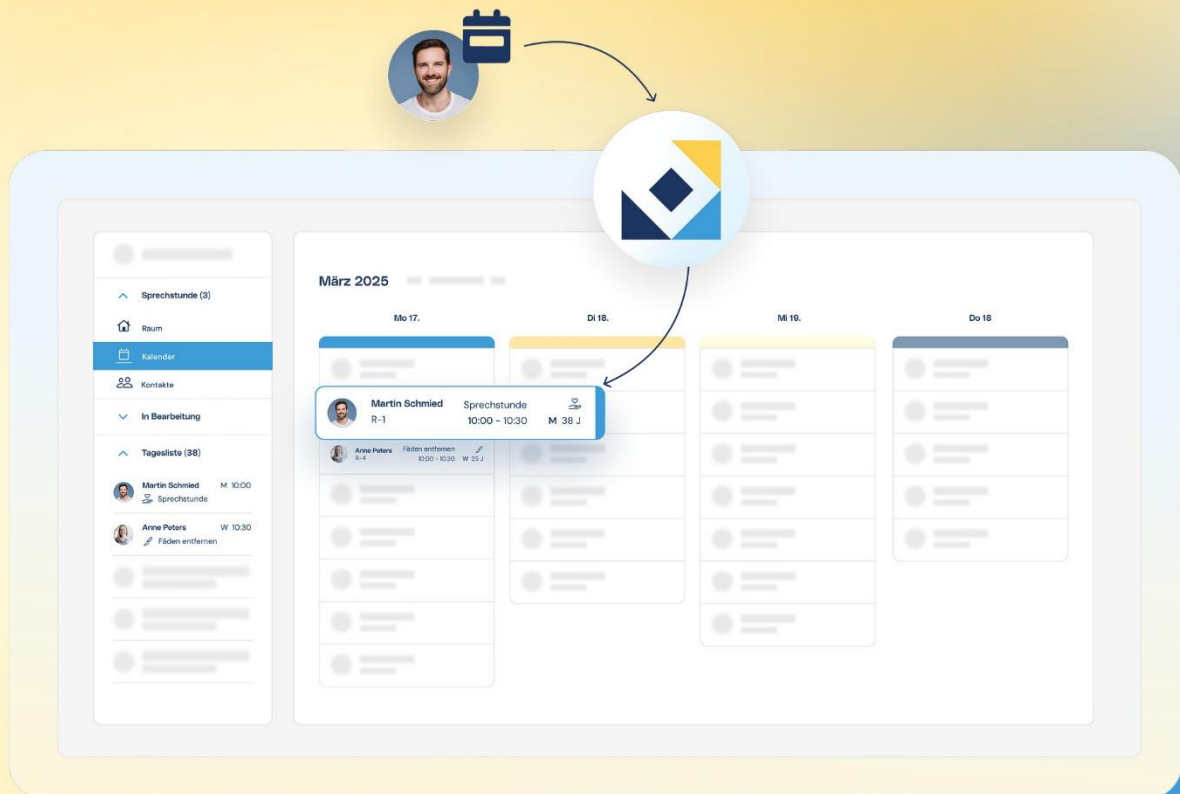 Sprechstunde (3)
Raum
Kalender
Kontakte
In Bearbeitung
Tagesliste (38)
Martin Schmied M 10:00
Sprechstunde
Anne Peters W 10:30
Fäden entfernen
März 2025
Mo 17. Di 18. Mi 19. Do 18
Martin Schmied Sprechstunde
R-1 10:00 - 10:30 M 38 J
Anne Peters Fäden entfernen
R-4 10:00 - 10:30 W 25 J